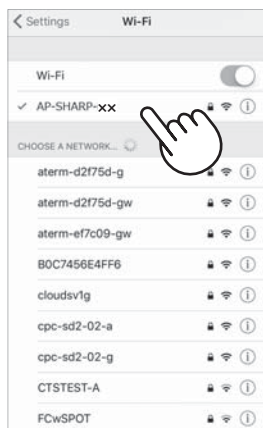 Settings Wi-Fi
Wi-Fi
AP-SHARP-××
CHOOSE A NETWORK...
aterm-d2f75d-g
aterm-d2f75d-gw
aterm-ef7c09-gw
B0C7456E4FF6
cloudsv1g
cpc-sd2-02-a
cpc-sd2-02-g
CTSTEST-A
FCwSPOT